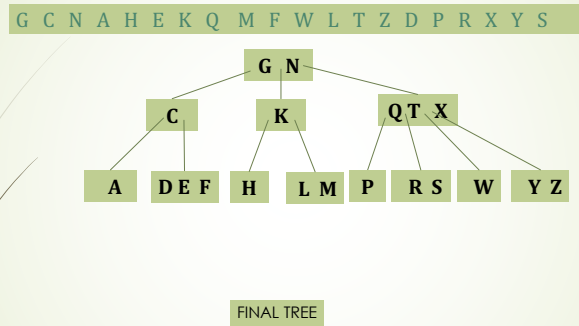 G C N A H E K Q M F W L T Z D P R X Y S
G N
C K Q T X
A D E F H L M P R S W Y Z
FINAL TREE